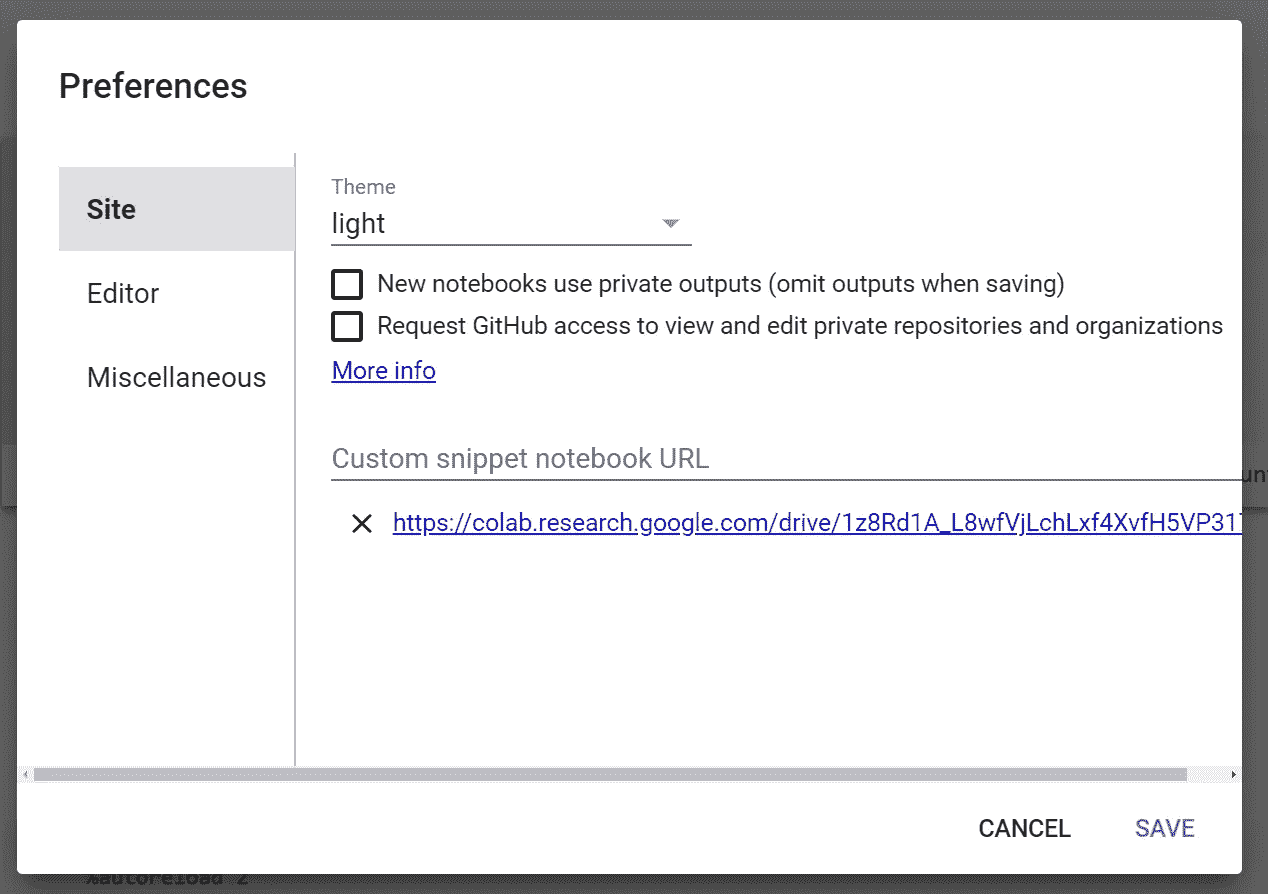 Preferences
Site
Editor
Miscellaneous
Theme
light
New notebooks use private outputs (omit outputs when saving)
Request GitHub access to view and edit private repositories and organizations
More info
Custom snippet notebook URL
https://colab.research.google.com/drive/1z8Rd1A_L8wfVjLchLxf4XvfH5VP31
CANCEL
SAVE
%autoreload 2